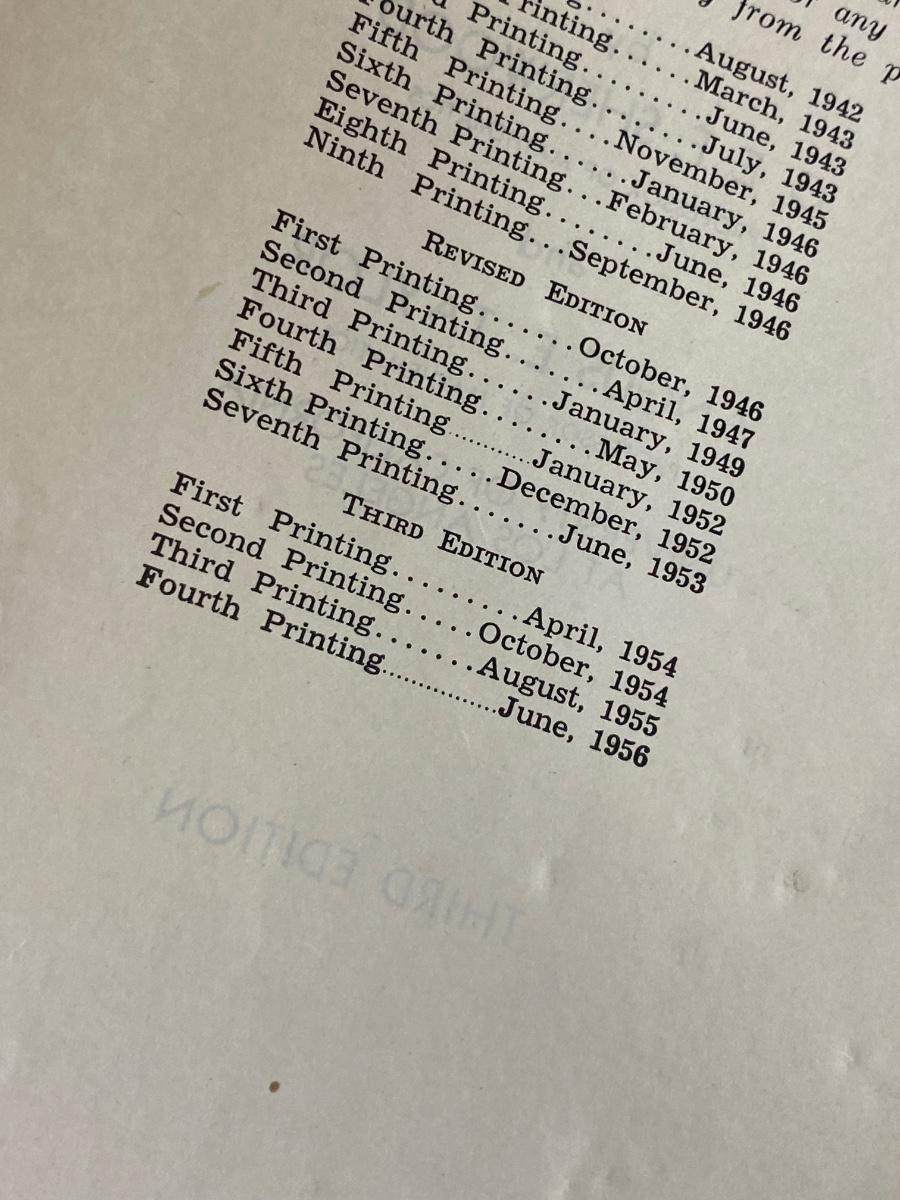 any
from the
August, 1942
rinting.......March, 1943
d Printing.........June, 1943
ourth Printing........July, 1943
Fifth Printing....November, 1945
Sixth Printing......January, 1946
Seventh Printing...February, 1946
Eighth Printing........June, 1946
Ninth Printing...September, 1946
REVISED EDITION
First Printing.......October, 1946
Second Printing.......April, 1947
Third Printing......January, 1949
Fourth Printing........May, 1950
Fifth Printing............January, 1952
Sixth Printing.....December, 1952
Seventh Printing.......June, 1953
THIRD EDITION
First Printing.........April, 1954
Second Printing.....October, 1954
Third Printing.......August, 1955
Fourth Printing................June, 1956
THIRD EDITION